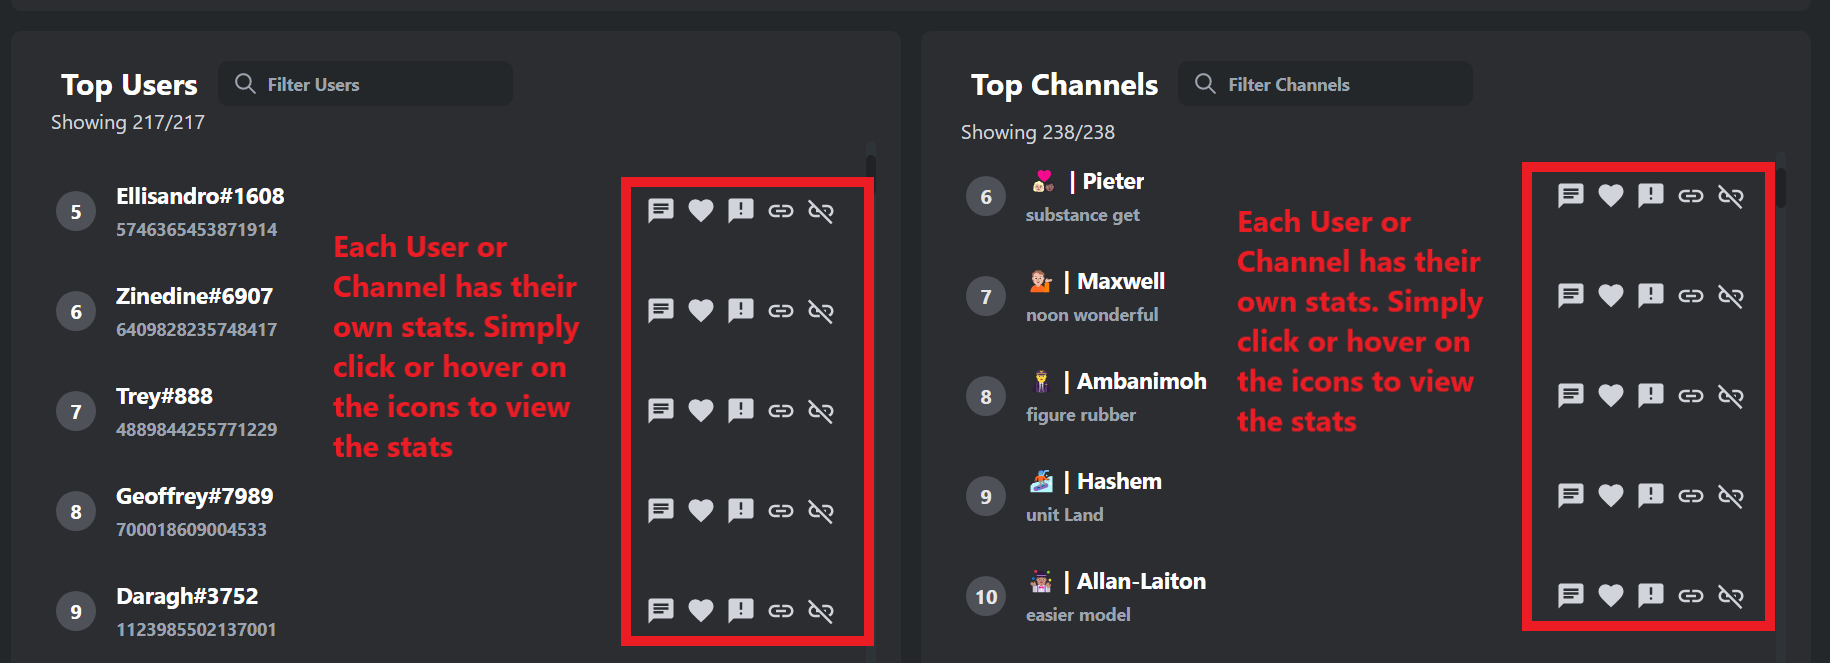 Top Users
Filter Users
Showing 217/217
5
Ellisandro#1608
5746365453871914
6
Zinedine#6907
6409828235748417
7
Trey#888
4889844255771229
8
Geoffrey#7989
700018609004533
9
Daragh#3752
1123985502137001
Each User or
Channel has their
own stats. Simply
click or hover on
the icons to view
the stats
Top Channels
Filter Channels
Showing 238/238
6
| Pieter
substance get
7
| Maxwell
noon wonderful
8
| Ambanimoh
figure rubber
9
| Hashem
unit Land
10
| Allan-Laiton
easier model
Each User or
Channel has their
own stats. Simply
click or hover on
the icons to view
the stats